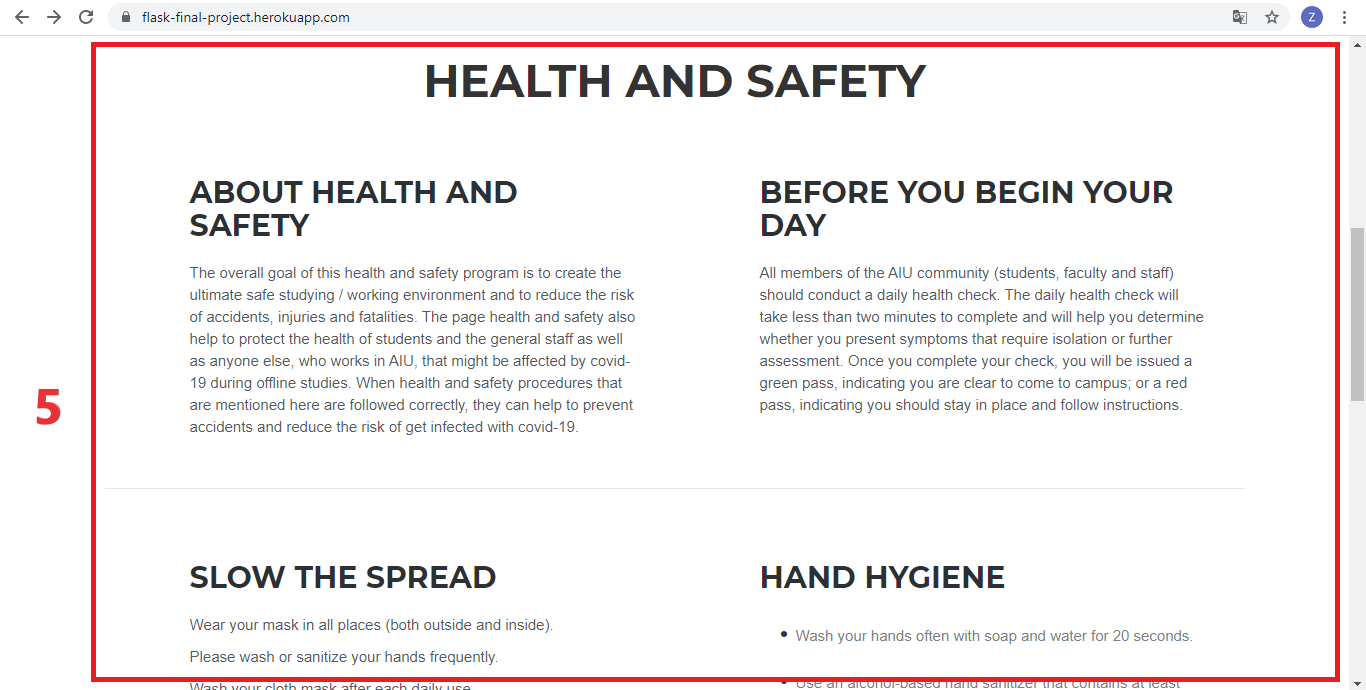 flask-final-project.herokuapp.com
Z
HEALTH AND SAFETY
ABOUT HEALTH AND
SAFETY
The overall goal of this health and safety program is to create the
ultimate safe studying / working environment and to reduce the risk
of accidents, injuries and fatalities. The page health and safety also
help to protect the health of students and the general staff as well
as anyone else, who works in AIU, that might be affected by covid-
19 during offline studies. When health and safety procedures that
are mentioned here are followed correctly, they can help to prevent
accidents and reduce the risk of get infected with covid-19.
BEFORE YOU BEGIN YOUR
DAY
All members of the AIU community (students, faculty and staff)
should conduct a daily health check. The daily health check will
take less than two minutes to complete and will help you determine
whether you present symptoms that require isolation or further
assessment. Once you complete your check, you will be issued a
green pass, indicating you are clear to come to campus; or a red
pass, indicating you should stay in place and follow instructions.
5
SLOW THE SPREAD
Wear your mask in all places (both outside and inside).
Please wash or sanitize your hands frequently.
Wash your cloth mask after each daily use
HAND HYGIENE
• Wash your hands often with soap and water for 20 seconds.
• Use an alcohol-based hand sanitizer that contains at least